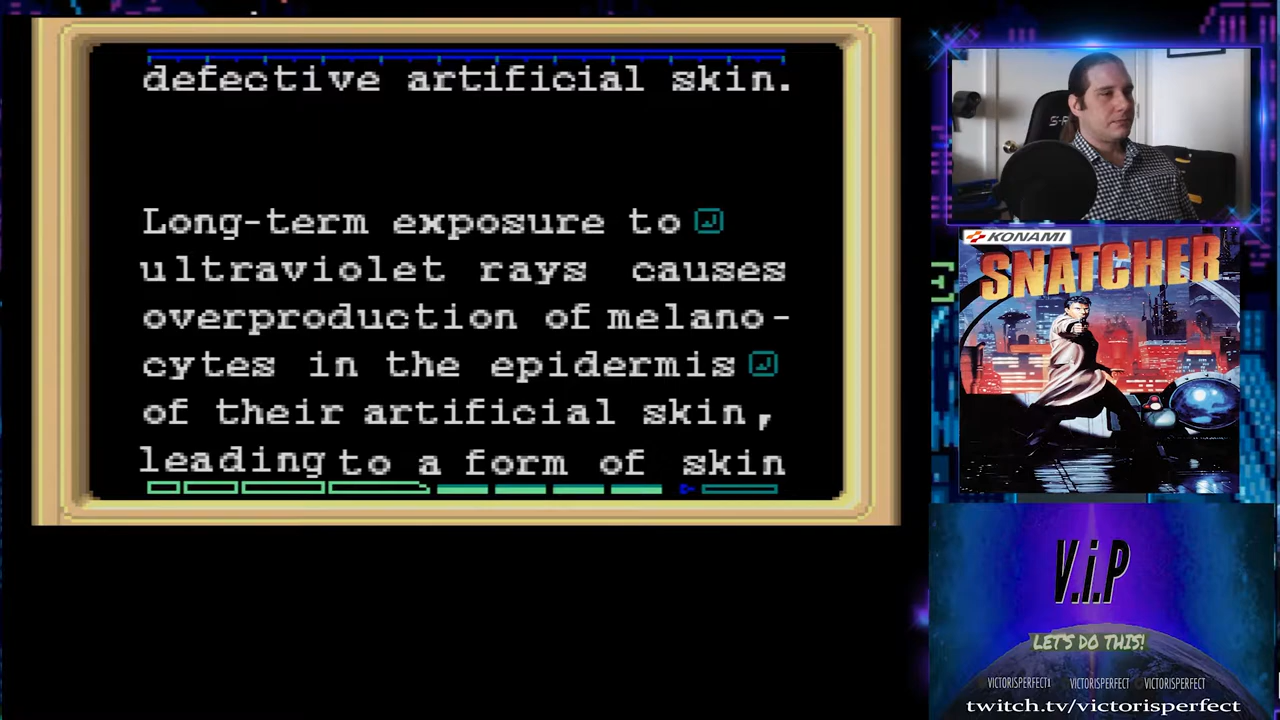 defective artificial skin.
Long-term exposure to
ultraviolet rays causes
overproduction of melano-
cytes in the epidermis
of their artificial skin,
leading to a form of skin
KONAMI
SNATCHER
V.i.P
LET'S DO THIS!
VICTORISPERFECT1 VICTORISPERFECT VICTORISPERFECT
twitch.tv/victorisperfect